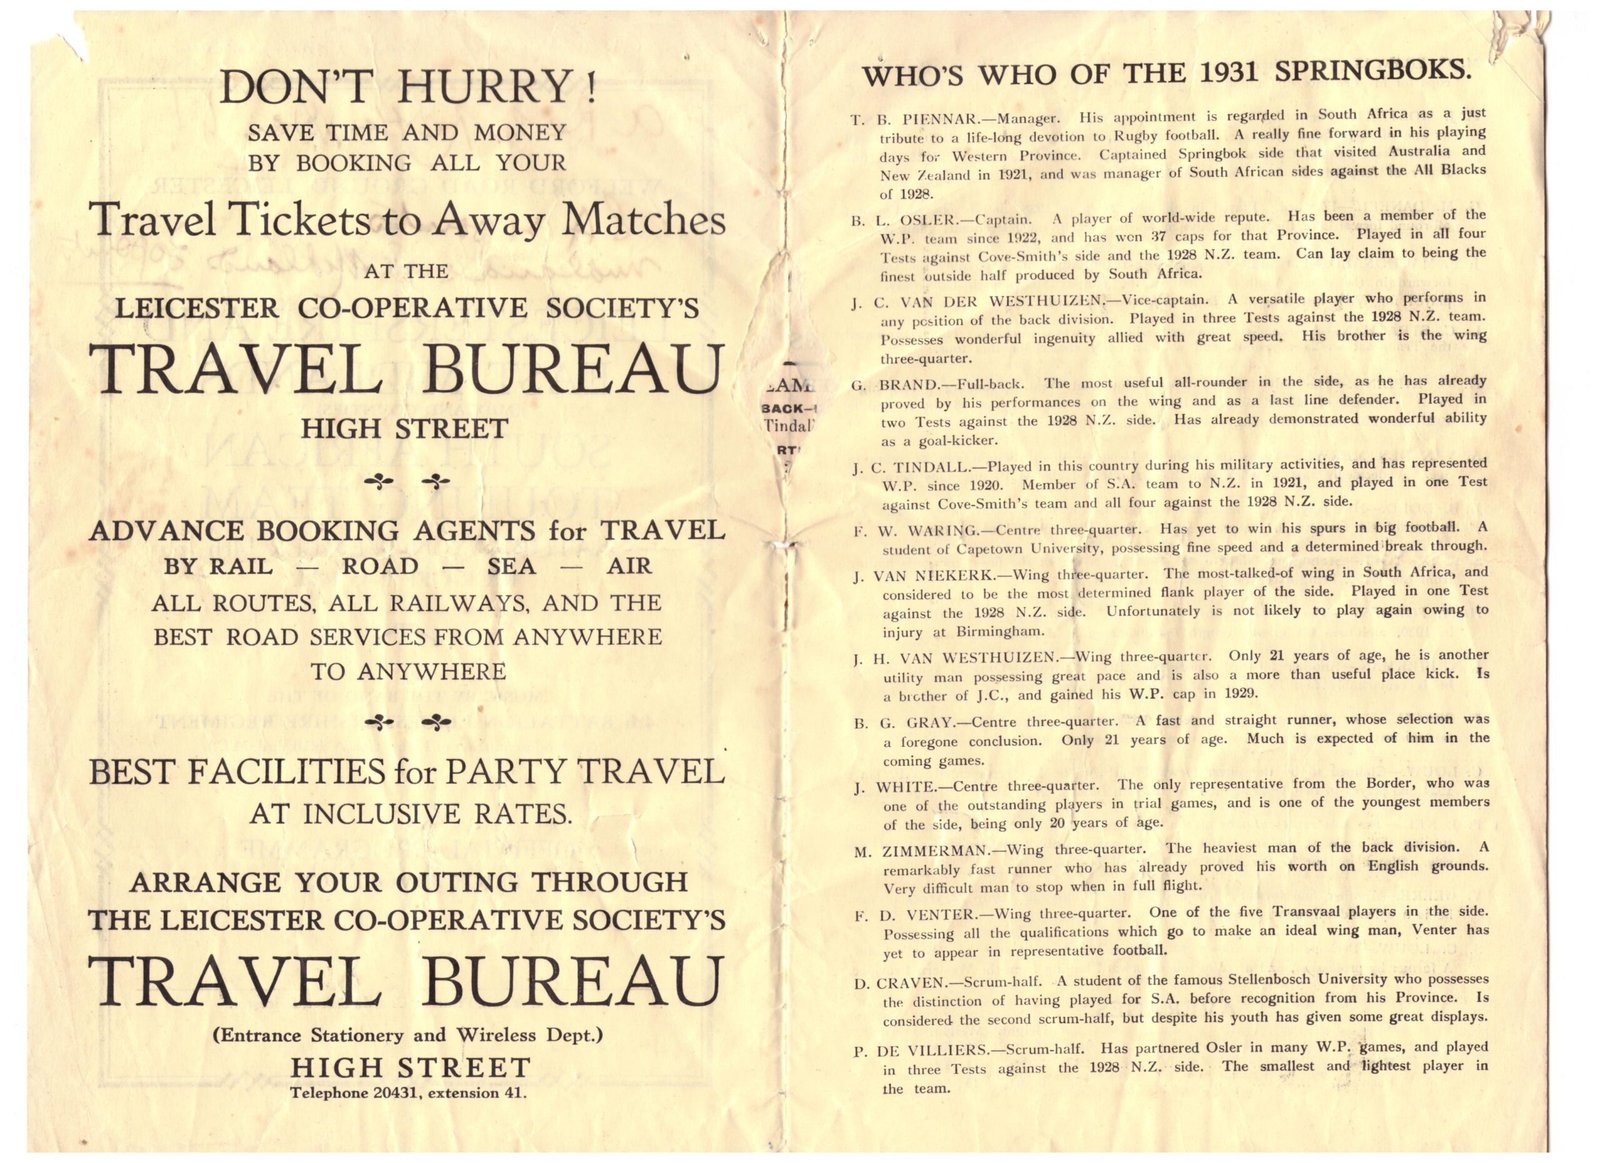 DON'T HURRY!
SAVE TIME AND MONEY
BY BOOKING ALL YOUR
Travel Tickets to Away Matches
AT THE
LEICESTER CO-OPERATIVE SOCIETY'S
TRAVEL BUREAU
HIGH STREET
ADVANCE BOOKING AGENTS for TRAVEL
BY RAIL — ROAD — SEA — AIR
ALL ROUTES, ALL RAILWAYS, AND THE
BEST ROAD SERVICES FROM ANYWHERE
TO ANYWHERE
BEST FACILITIES for PARTY TRAVEL
AT INCLUSIVE RATES.
ARRANGE YOUR OUTING THROUGH
THE LEICESTER CO-OPERATIVE SOCIETY'S
TRAVEL BUREAU
(Entrance Stationery and Wireless Dept.)
HIGH STREET
Telephone 20431, extension 41.
BACK
Tindal
WHO'S WHO OF THE 1931 SPRINGBOKS.
T. B. PIENNAR.—Manager. His appointment is regarded in South Africa as a just
tribute to a life-long devotion to Rugby football. A really fine forward in his playing
days for Western Province. Captained Springbok side that visited Australia and
New Zealand in 1921, and was manager of South African sides against the All Blacks
of 1928.
B. L. OSLER.—Captain. A player of world-wide repute. Has been a member of the
W.P. team since 1922, and has won 37 caps for that Province. Played in all four
Tests against Cove-Smith's side and the 1928 N.Z. team. Can lay claim to being the
finest outside half produced by South Africa.
J. C. VAN DER WESTHUIZEN.—Vice-captain. A versatile player who performs in
any position of the back division. Played in three Tests against the 1928 N.Z. team.
Possesses wonderful ingenuity allied with great speed. His brother is the wing
three-quarter.
G. BRAND.—Full-back. The most useful all-rounder in the side, as he has already
proved by his performances on the wing and as a last line defender. Played in
two Tests against the 1928 N.Z. side. Has already demonstrated wonderful ability
as a goal-kicker.
J. C. TINDALL.—Played in this country during his military activities, and has represented
W.P. since 1920. Member of S.A. team to N.Z. in 1921, and played in one Test
against Cove-Smith's team and all four against the 1928 N.Z. side.
F. W. WARING.—Centre three-quarter. Has yet to win his spurs in big football. A
student of Capetown University, possessing fine speed and a determined break through.
J. VAN NIEKERK.—Wing three-quarter. The most-talked-of wing in South Africa, and
considered to be the most determined flank player of the side. Played in one Test
against the 1928 N.Z. side. Unfortunately is not likely to play again owing to
injury at Birmingham.
J. H. VAN WESTHUIZEN.—Wing three-quarter. Only 21 years of age, he is another
utility man possessing great pace and is also a more than useful place kick. Is
a brother of J.C., and gained his W.P. cap in 1929.
B. G. GRAY.—Centre three-quarter. A fast and straight runner, whose selection was
a foregone conclusion. Only 21 years of age. Much is expected of him in the
coming games.
J. WHITE.—Centre three-quarter. The only representative from the Border, who was
one of the outstanding players in trial games, and is one of the youngest members
of the side, being only 20 years of age.
M. ZIMMERMAN.—Wing three-quarter. The heaviest man of the back division. A
remarkably fast runner who has already proved his worth on English grounds.
Very difficult man to stop when in full flight.
F. D. VENTER.—Wing three-quarter. One of the five Transvaal players in the side.
Possessing all the qualifications which go to make an ideal wing man, Venter has
yet to appear in representative football.
D. CRAVEN.—Scrum-half. A student of the famous Stellenbosch University who possesses
the distinction of having played for S.A. before recognition from his Province. Is
considered the second scrum-half, but despite his youth has given some great displays.
P. DE VILLIERS.—Scrum-half. Has partnered Osler in many W.P. games, and played
in three Tests against the 1928 N.Z. side. The smallest and lightest player in
the team.